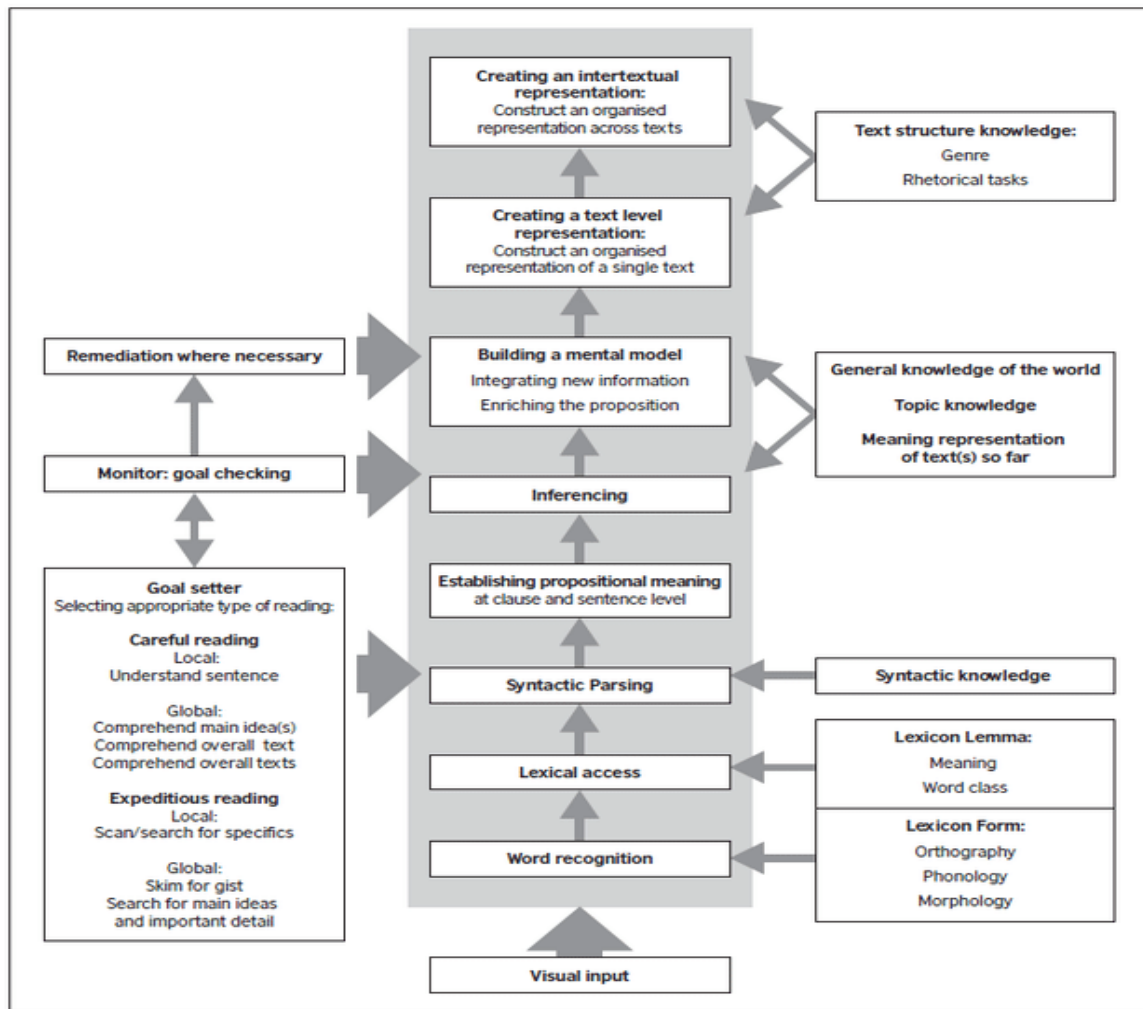 Creating an intertextual
representation:
Construct an organised
representation across texts
Text structure knowledge:
Genre
Rhetorical tasks
Creating a text level
representation:
Construct an organised
representation of a single text
Remediation where necessary
Building a mental model
Integrating new information
Enriching the proposition
General knowledge of the world
Topic knowledge
Meaning representation
of text(s) so far
Monitor: goal checking
Inferencing
Goal setter
Selecting appropriate type of reading:
Careful reading
Local:
Understand sentence
Global:
Comprehend main idea(s)
Comprehend overall text
Comprehend overall texts
Expeditious reading
Local:
Scan/search for specifics
Global:
Skim for gist
Search for main ideas
and important detail
Establishing propositional meaning
at clause and sentence level
Syntactic Parsing
Syntactic knowledge
Lexical access
Lexicon Lemma:
Meaning
Word class
Word recognition
Lexicon Form:
Orthography
Phonology
Morphology
Visual input